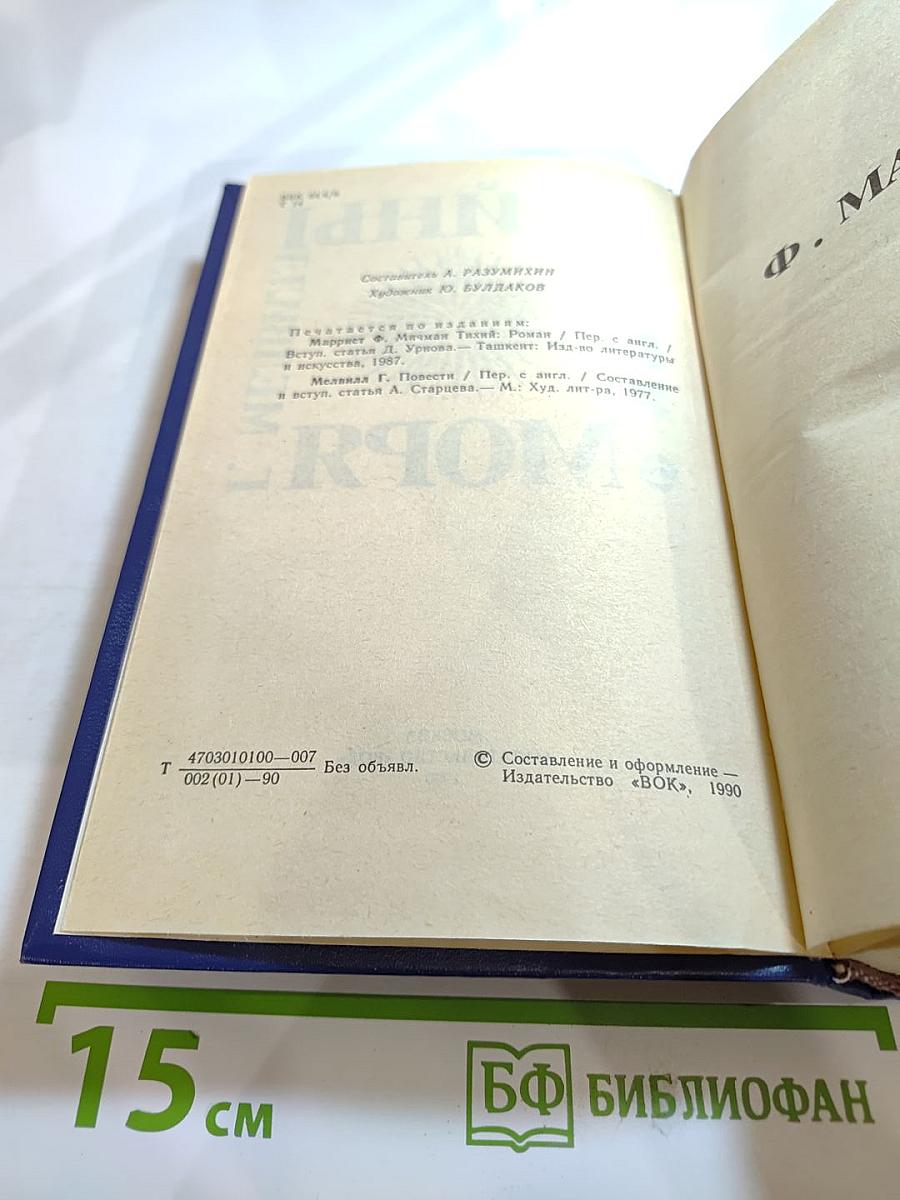 Составитель А. РАЗУМИХИН
Художник Ю. БУЛДАКОВ
Печатается по изданиям:
Марриет Ф. Мичман Тихий: Роман / Пер. с англ. /
Вступ. статья Д. Урнова.— Ташкент: Изд-во литературы
и искусства, 1987.
Мелвилл Г. Повести / Пер. с англ. / Составление
и вступ. статья А. Старцева.— М.: Худ. лит-ра, 1977.
Т 4703010100—007
002(01)—90
Без объявл.
© Составление и оформление —
Издательство «ВОК», 1990
Ф. МА
15 см
БФ БИБЛИОФАН